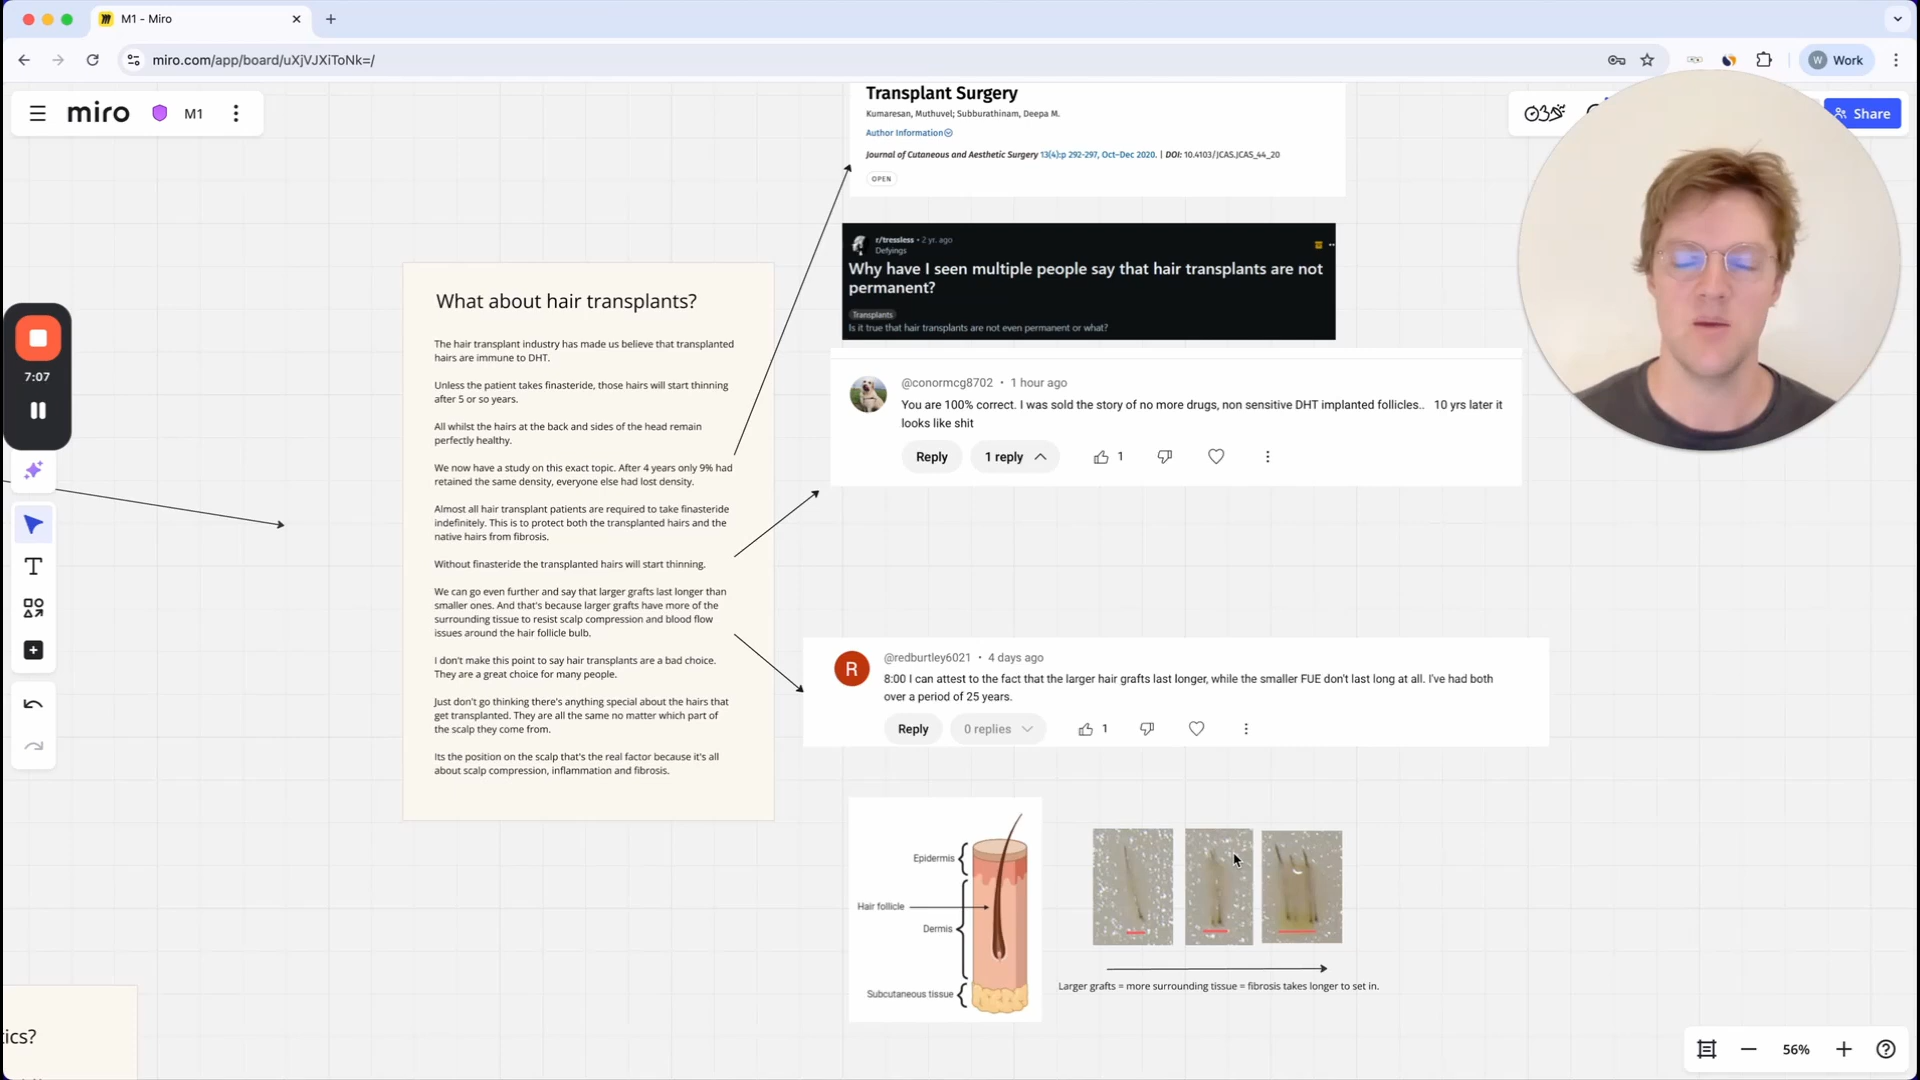 M1 - Miro
miro.com/app/board/uXjVJXiToNk=/
Work
miro
M1
Share
7:07
What about hair transplants?
The hair transplant industry has made us believe that transplanted
hairs are immune to DHT.
Unless the patient takes finasteride, those hairs will start thinning
after 5 or so years.
All whilst the hairs at the back and sides of the head remain
perfectly healthy.
We now have a study on this exact topic. After 4 years only 9% had
retained the same density, everyone else had lost density.
Almost all hair transplant patients are required to take finasteride
indefinitely. This is to protect both the transplanted hairs and the
native hairs from fibrosis.
Without finasteride the transplanted hairs will start thinning.
We can go even further and say that larger grafts last longer than
smaller ones. And that's because larger grafts have more of the
surrounding tissue to resist scalp compression and blood flow
issues around the hair follicle bulb.
I don't make this point to say hair transplants are a bad choice.
They are a great choice for many people.
Just don't go thinking there's anything special about the hairs that
get transplanted. They are all the same no matter which part of
the scalp they come from.
Its the position on the scalp that's the real factor because it's all
about scalp compression, inflammation and fibrosis.
Transplant Surgery
Kumaresan, Muthuvel; Subburathinam, Deepa M.
Author Information
Journal of Cutaneous and Aesthetic Surgery 13(4):p 292-297, Oct–Dec 2020. | DOI: 10.4103/JCAS.JCAS_44_20
OPEN
r/tressless • 2 yr. ago
Defyings
Why have I seen multiple people say that hair transplants are not
permanent?
Transplants
Is it true that hair transplants are not even permanent or what?
@conormcg8702 • 1 hour ago
You are 100% correct. I was sold the story of no more drugs, non sensitive DHT implanted follicles.. 10 yrs later it
looks like shit
Reply
1 reply
1
R
@redburtley6021 • 4 days ago
8:00 I can attest to the fact that the larger hair grafts last longer, while the smaller FUE don't last long at all. I've had both
over a period of 25 years.
Reply
0 replies
1
Epidermis
Hair follicle
Dermis
Subcutaneous tissue
Larger grafts = more surrounding tissue = fibrosis takes longer to set in.
tics?
56%